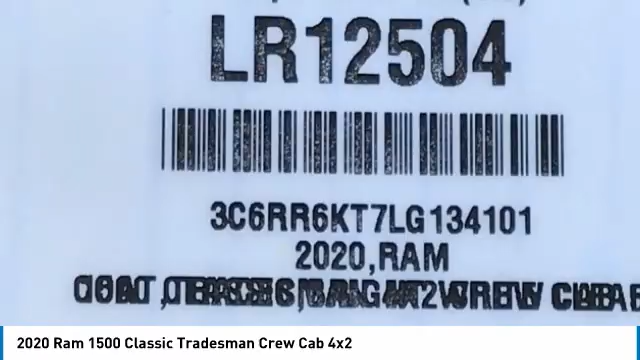 LR12504
3C6RR6KT7LG134101
2020,RAM
2020 Ram 1500 Classic Tradesman Crew Cab 4x2